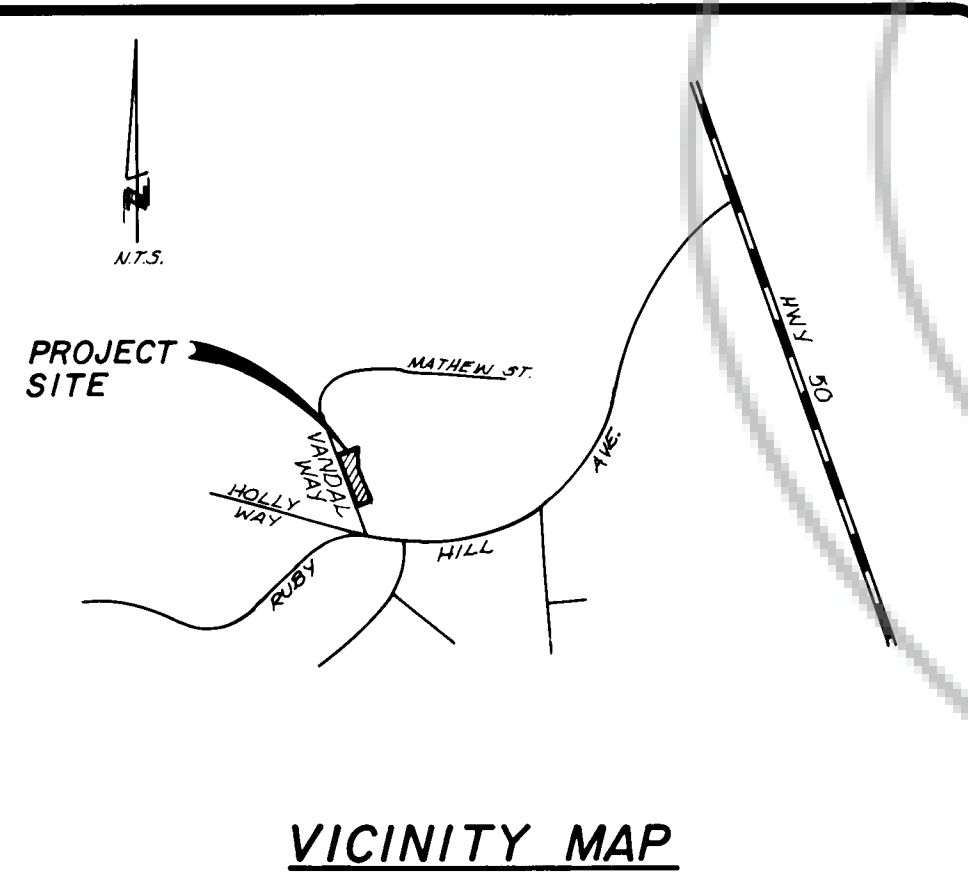 N
N.T.S.
PROJECT
SITE
MATHEW ST.
HWY 50
VANDAL
WAY
HOLLY
WAY
RUBY
HILL
AVE.
VICINITY MAP